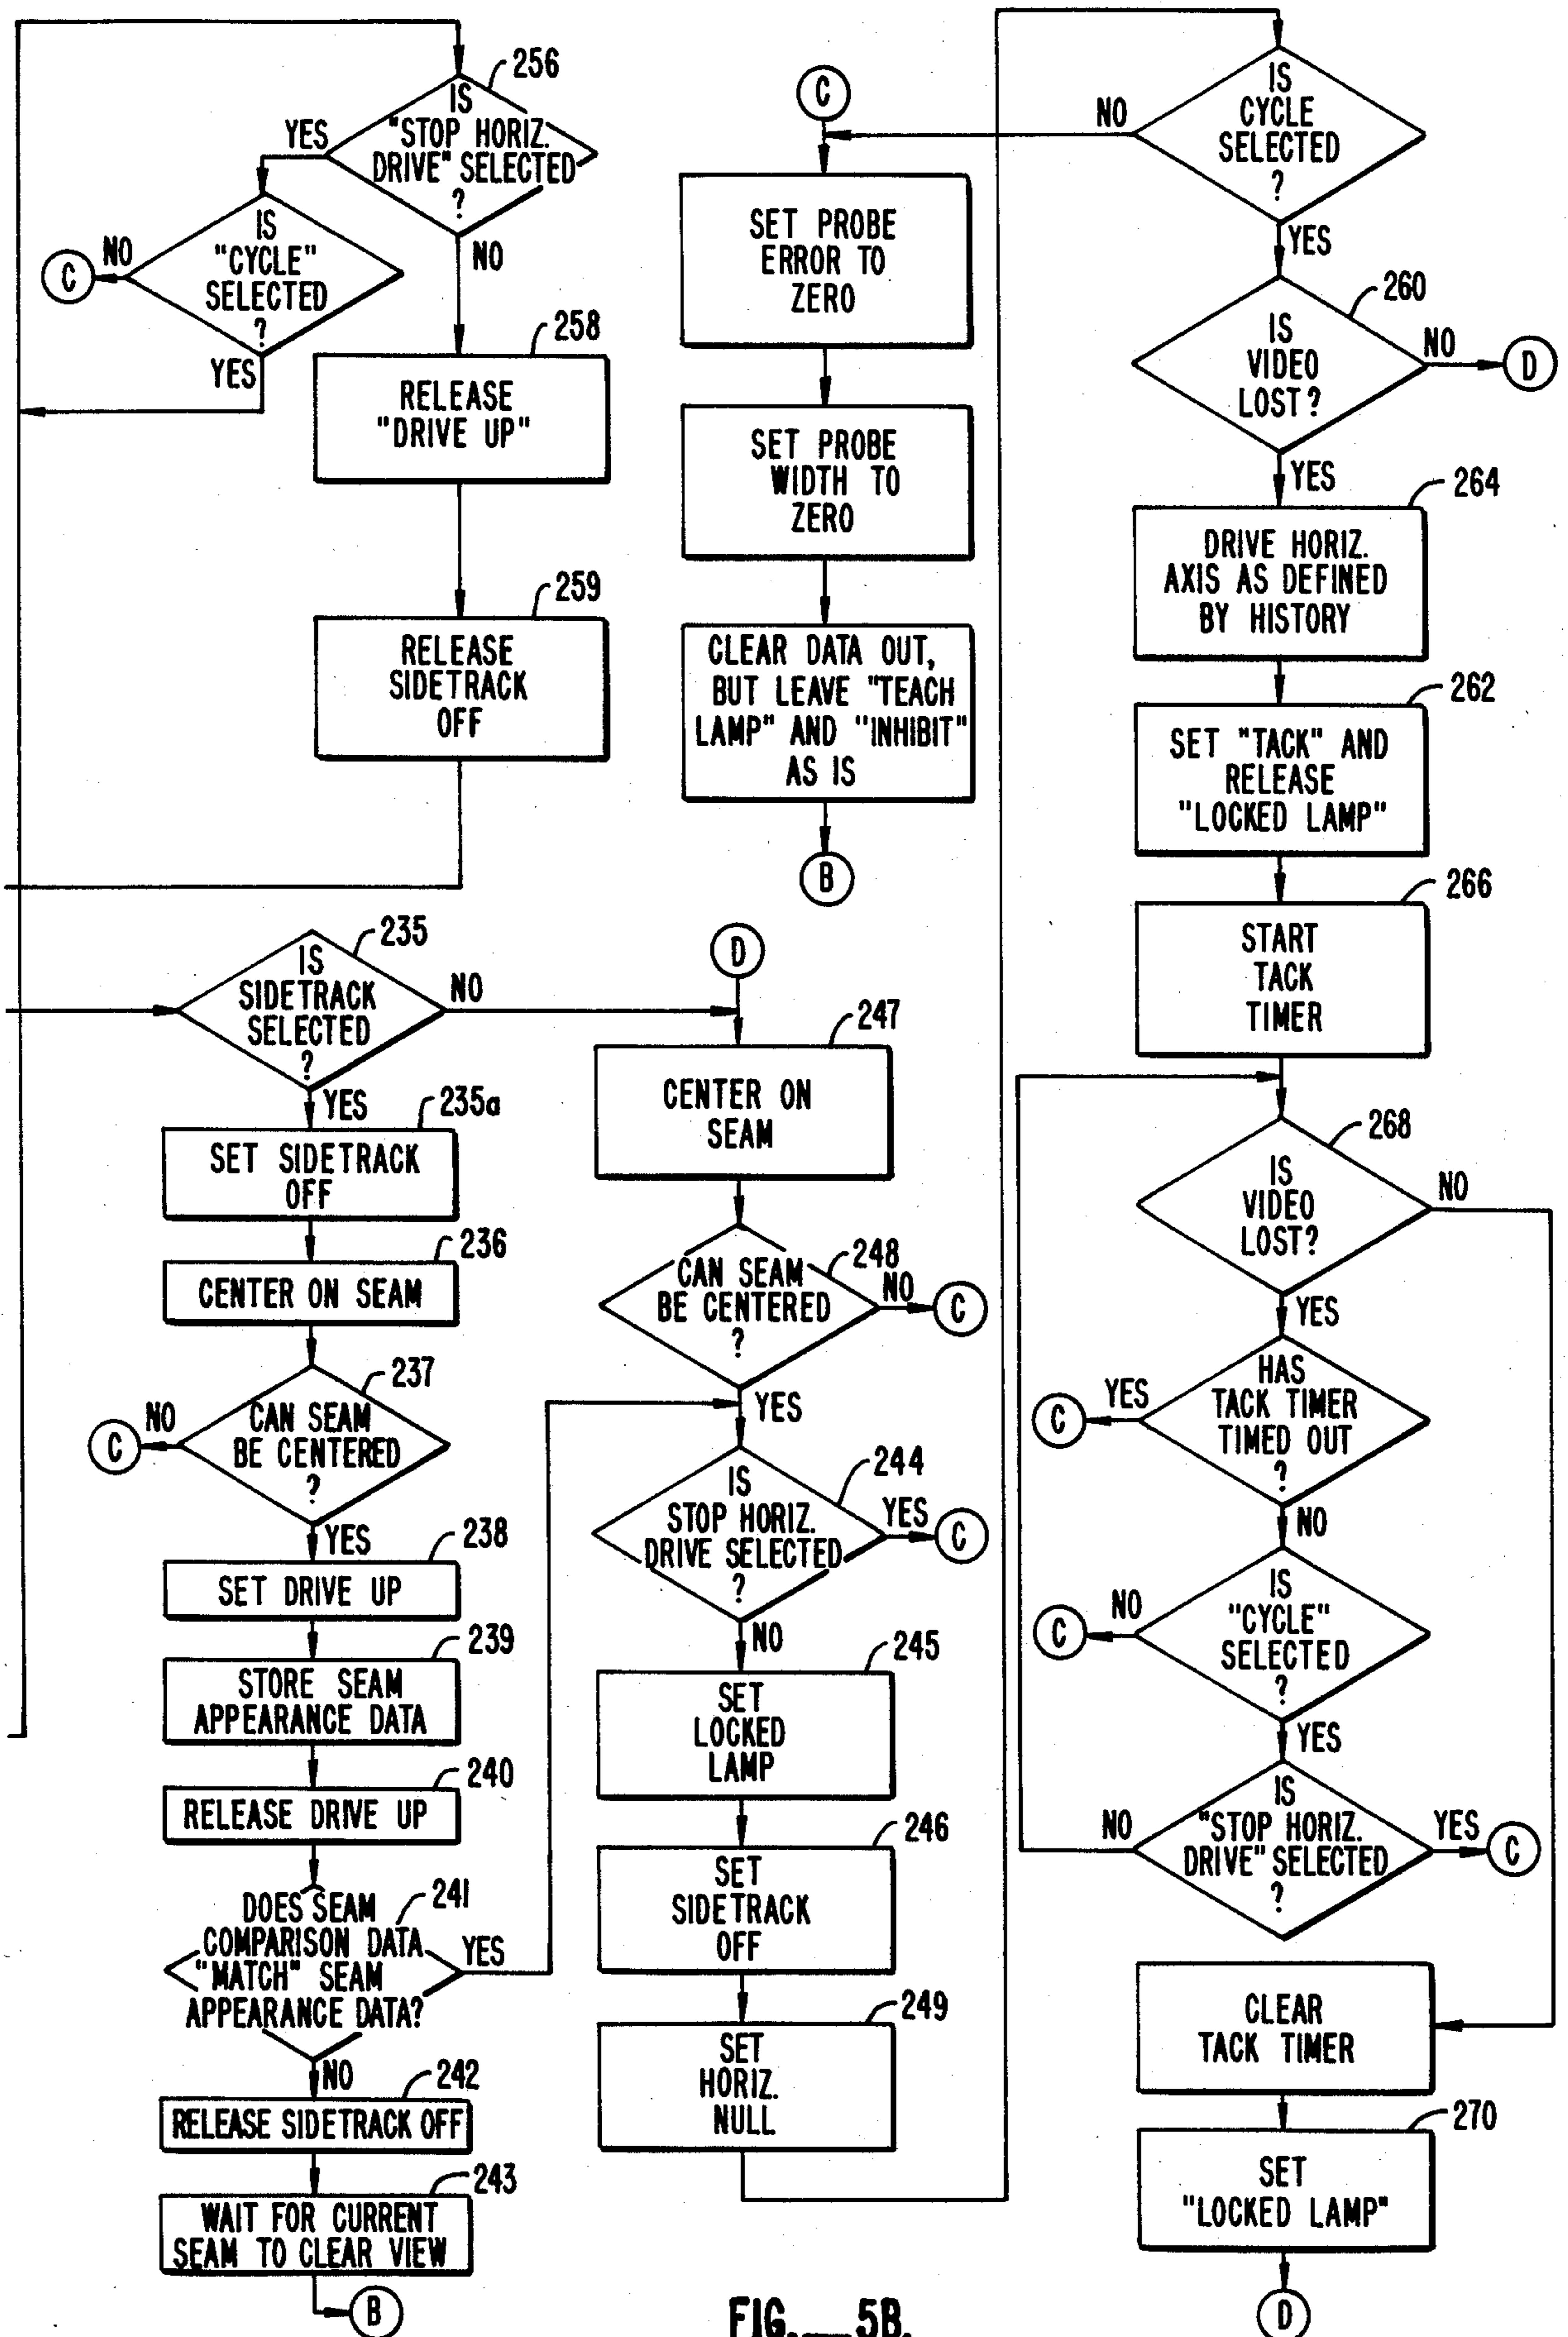 256
IS
"STOP HORIZ.
DRIVE" SELECTED
?
YES
NO
IS
"CYCLE"
SELECTED
?
NO
C
YES
258
RELEASE
"DRIVE UP"
259
RELEASE
SIDETRACK
OFF
C
SET PROBE
ERROR TO
ZERO
SET PROBE
WIDTH TO
ZERO
CLEAR DATA OUT,
BUT LEAVE "TEACH
LAMP" AND "INHIBIT"
AS IS
B
235
IS
SIDETRACK
SELECTED
?
NO
YES
235a
SET SIDETRACK
OFF
236
CENTER ON SEAM
237
CAN SEAM
BE CENTERED
?
NO
C
YES
238
SET DRIVE UP
239
STORE SEAM
APPEARANCE DATA
240
RELEASE DRIVE UP
241
DOES SEAM
COMPARISON DATA
"MATCH" SEAM
APPEARANCE DATA?
YES
NO
242
RELEASE SIDETRACK OFF
243
WAIT FOR CURRENT
SEAM TO CLEAR VIEW
B
D
247
CENTER ON
SEAM
248
CAN SEAM
BE CENTERED
?
NO
C
YES
244
IS
STOP HORIZ.
DRIVE SELECTED
?
YES
C
NO
245
SET
LOCKED
LAMP
246
SET
SIDETRACK
OFF
249
SET
HORIZ.
NULL
IS
CYCLE
SELECTED
?
NO
YES
260
IS
VIDEO
LOST?
NO
D
YES
264
DRIVE HORIZ.
AXIS AS DEFINED
BY HISTORY
262
SET "TACK" AND
RELEASE
"LOCKED LAMP"
266
START
TACK
TIMER
268
IS
VIDEO
LOST?
NO
YES
HAS
TACK TIMER
TIMED OUT
?
YES
C
NO
IS
"CYCLE"
SELECTED
?
NO
C
YES
IS
"STOP HORIZ.
DRIVE" SELECTED
?
NO
YES
C
CLEAR
TACK TIMER
270
SET
"LOCKED LAMP"
D
FIG.__5B.